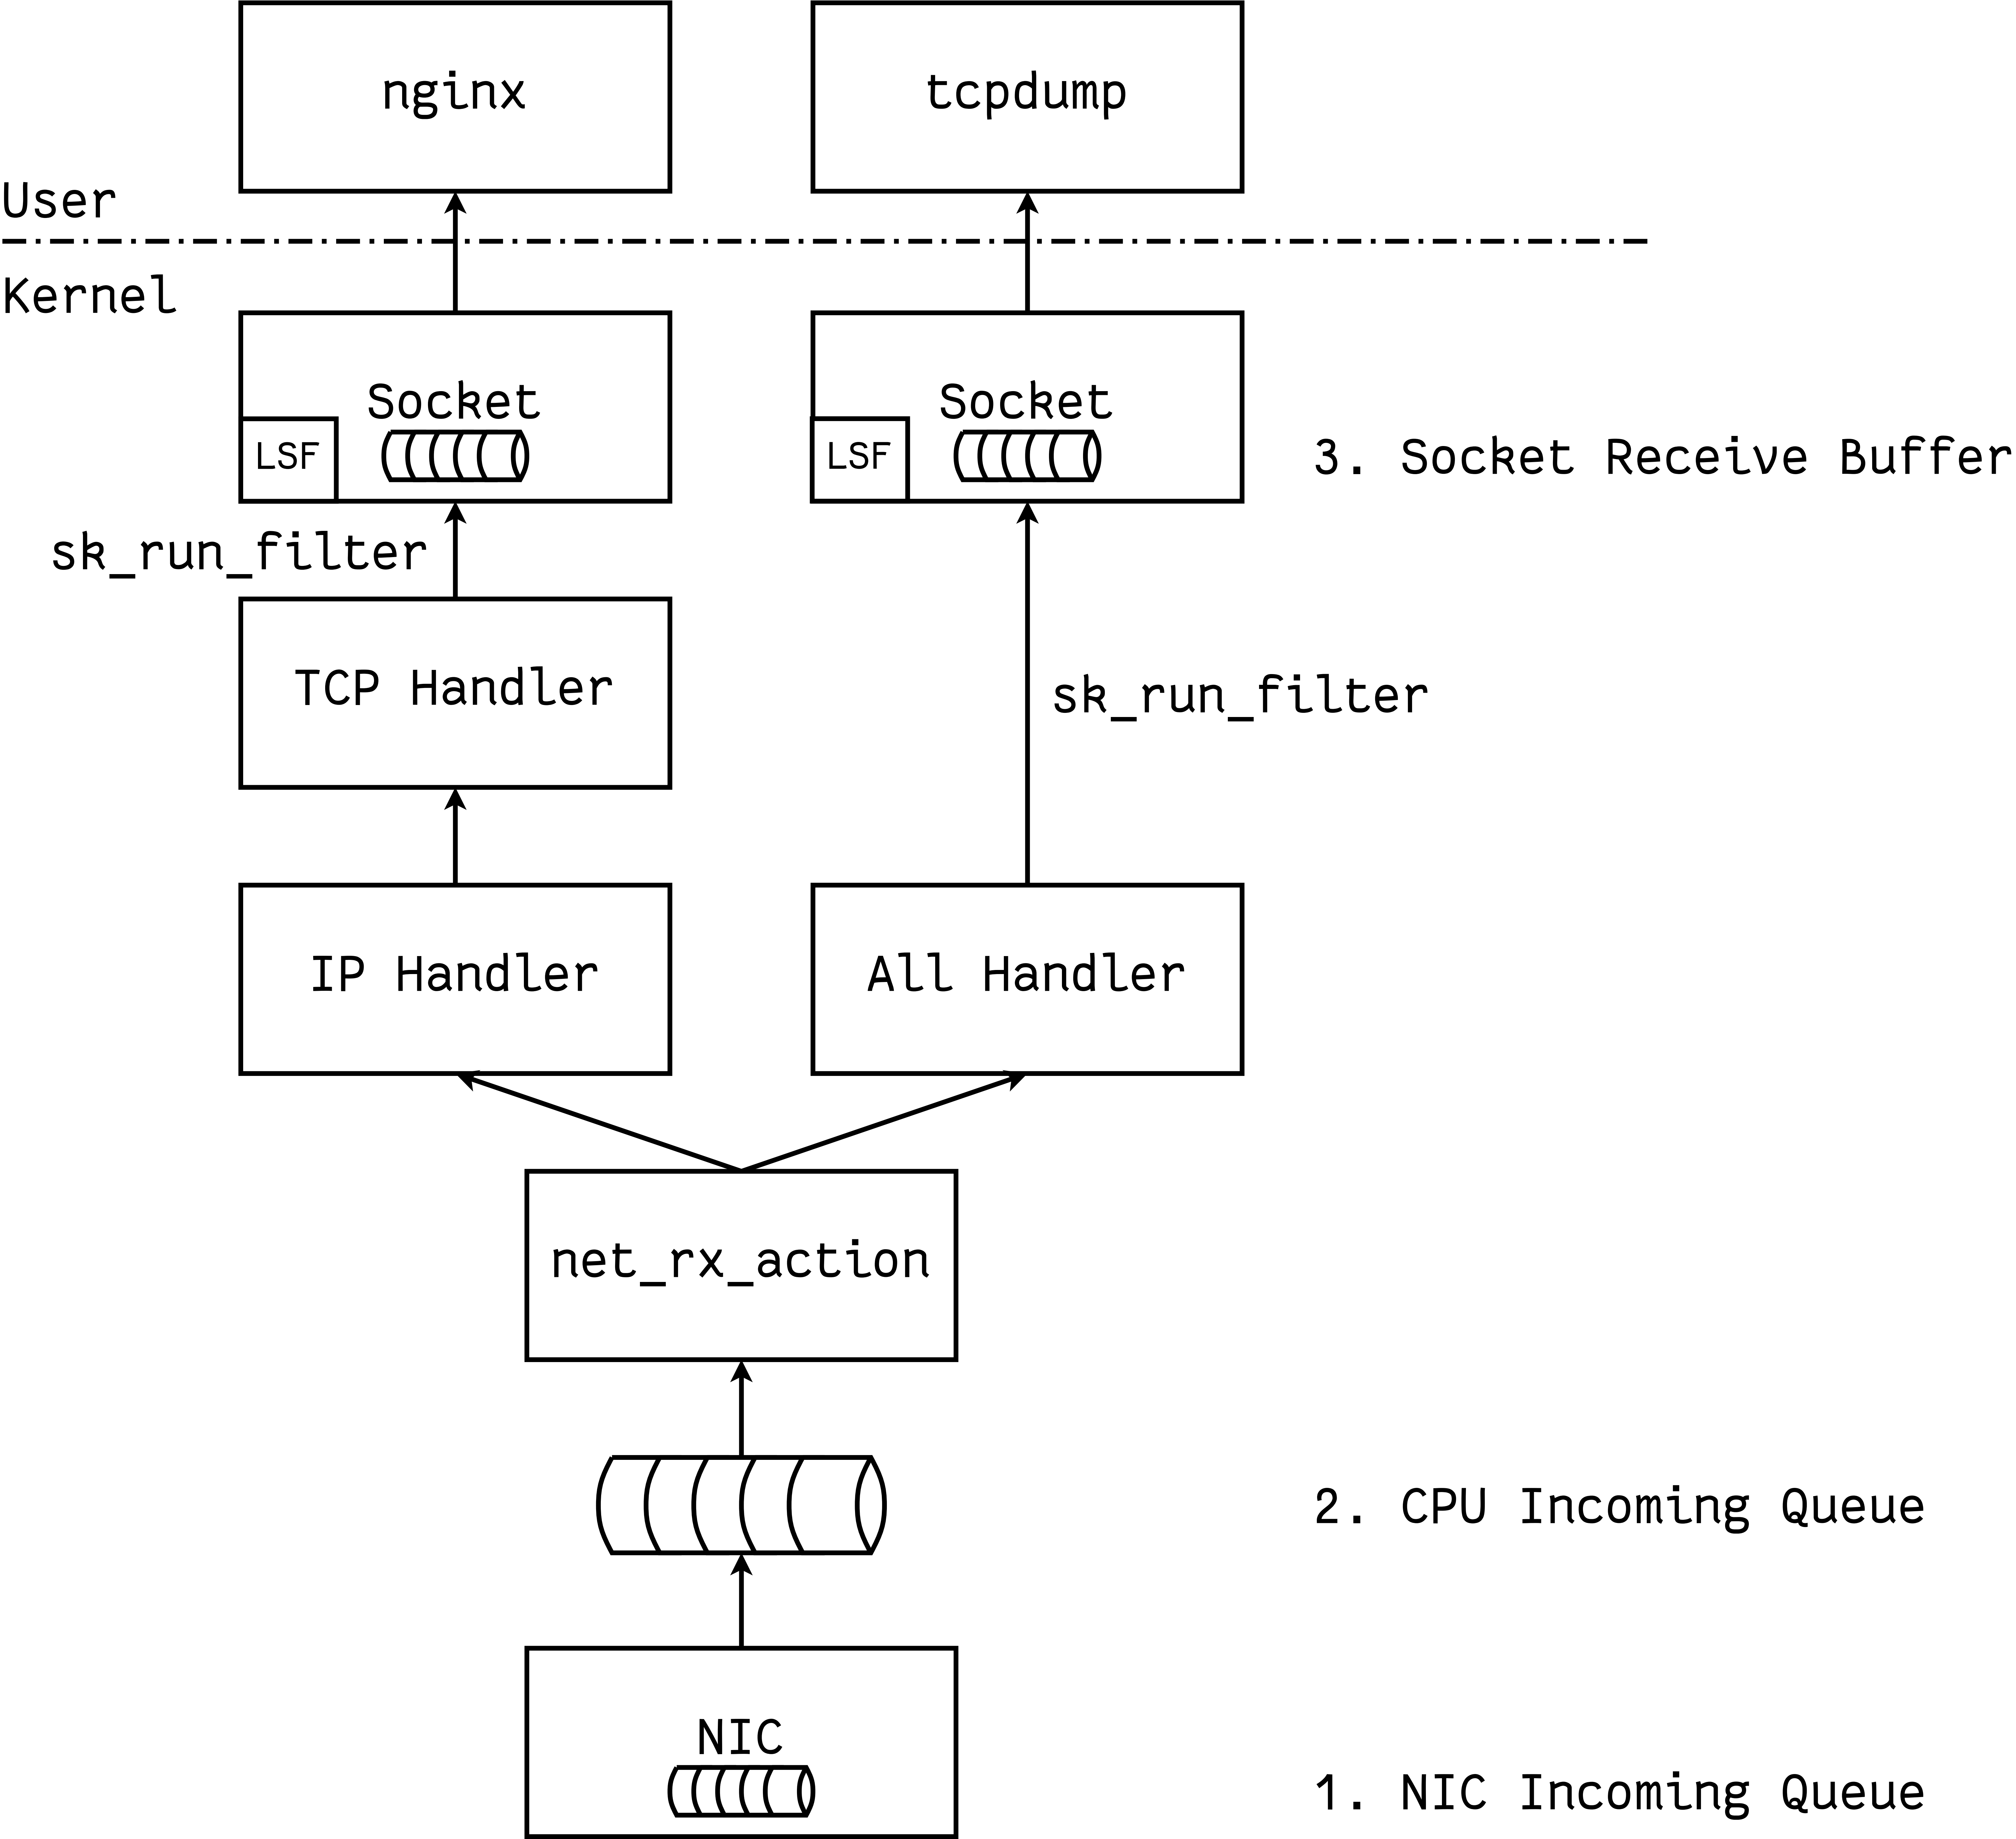 nginx
tcpdump
User
Kernel
Socket
LSF
Socket
LSF
3. Socket Receive Buffer
sk_run_filter
TCP Handler
sk_run_filter
IP Handler
All Handler
net_rx_action
2. CPU Incoming Queue
NIC
1. NIC Incoming Queue